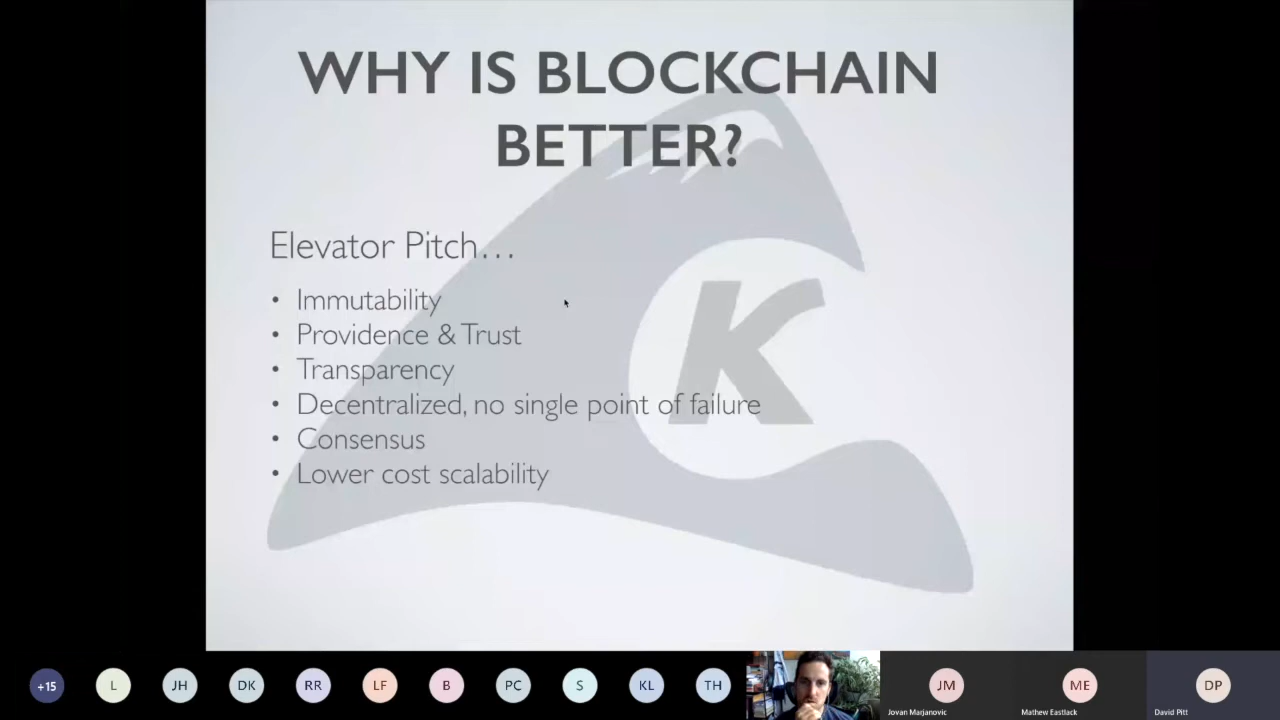 WHY IS BLOCKCHAIN
BETTER?
Elevator Pitch...
• Immutability
• Providence & Trust
• Transparency
• Decentralized, no single point of failure
• Consensus
• Lower cost scalability
K
+15
L
JH
DK
RR
LF
B
PC
S
KL
TH
JM
ME
DP
Jovan Marjanovic
Mathew Eastlack
David Pitt